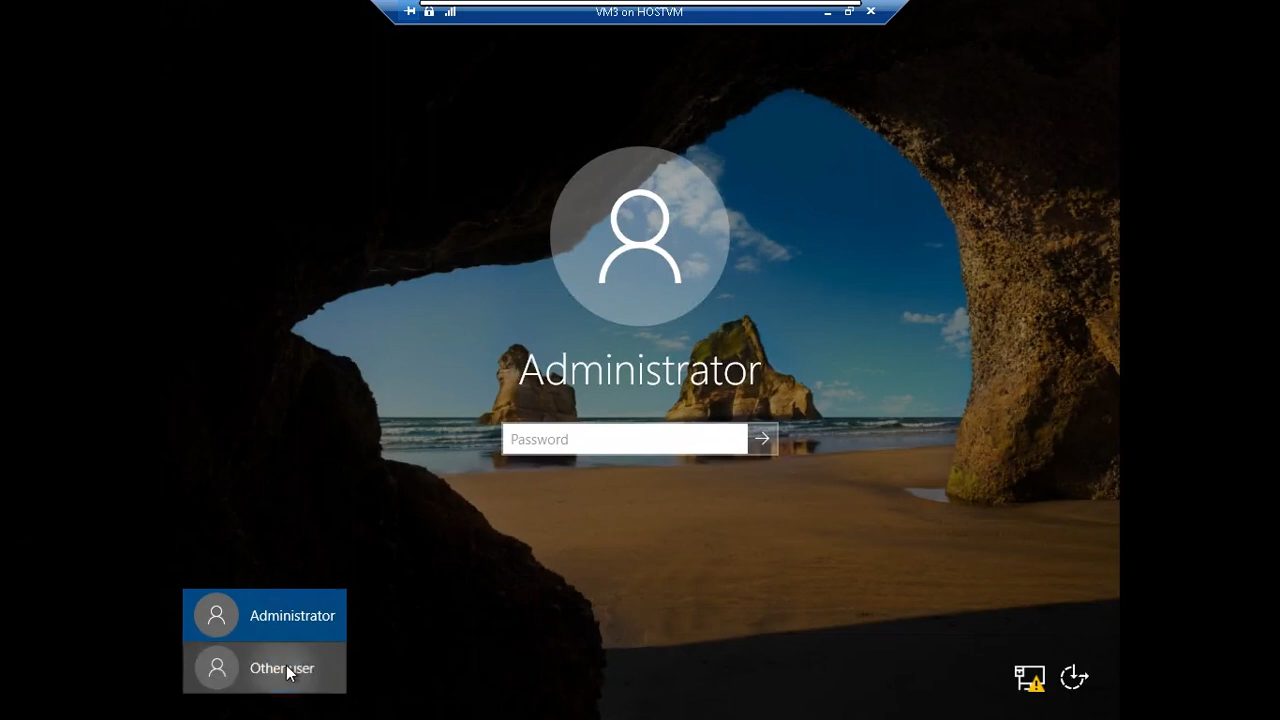 VM3 on HOSTVM
Administrator
Password
Administrator
Other user